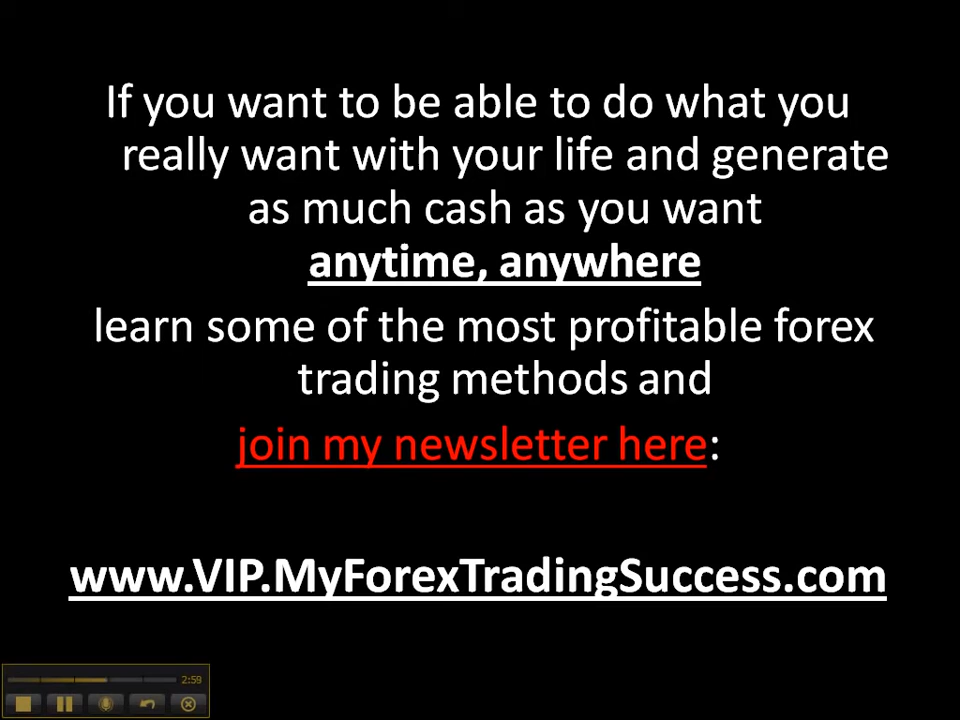 If you want to be able to do what you
really want with your life and generate
as much cash as you want
anytime, anywhere
learn some of the most profitable forex
trading methods and
join my newsletter here:
www.VIP.MyForexTradingSuccess.com
2:59